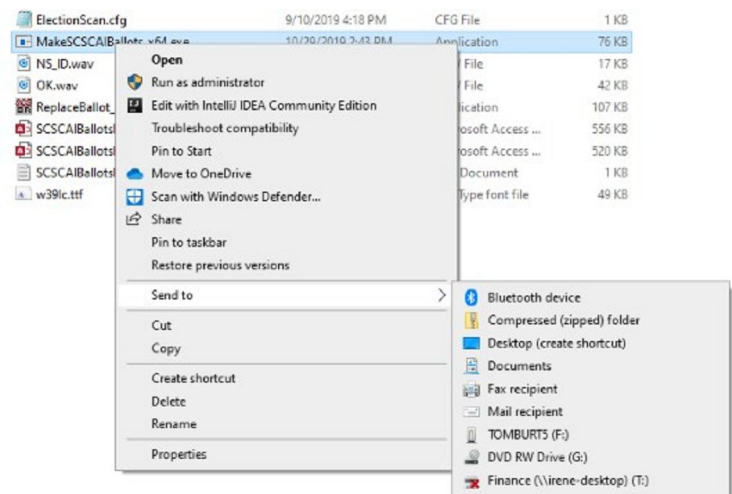 ElectionScan.cfg 9/10/2019 4:18 PM CFG File 1 KB
MakeSCSCAIBallots_x64.exe 10/29/2019 2:43 PM Application 76 KB
NS_ID.wav File 17 KB
OK.wav File 42 KB
ReplaceBallot_ lication 107 KB
SCSCAIBallots osoft Access ... 556 KB
SCSCAIBallots osoft Access ... 520 KB
SCSCAIBallots Document 1 KB
w39lc.ttf Type font file 49 KB
Open
Run as administrator
Edit with IntelliJ IDEA Community Edition
Troubleshoot compatibility
Pin to Start
Move to OneDrive
Scan with Windows Defender...
Share
Pin to taskbar
Restore previous versions
Send to
Cut
Copy
Create shortcut
Delete
Rename
Properties
Bluetooth device
Compressed (zipped) folder
Desktop (create shortcut)
Documents
Fax recipient
Mail recipient
TOMBURT5 (F:)
DVD RW Drive (G:)
Finance (\\irene-desktop) (T:)